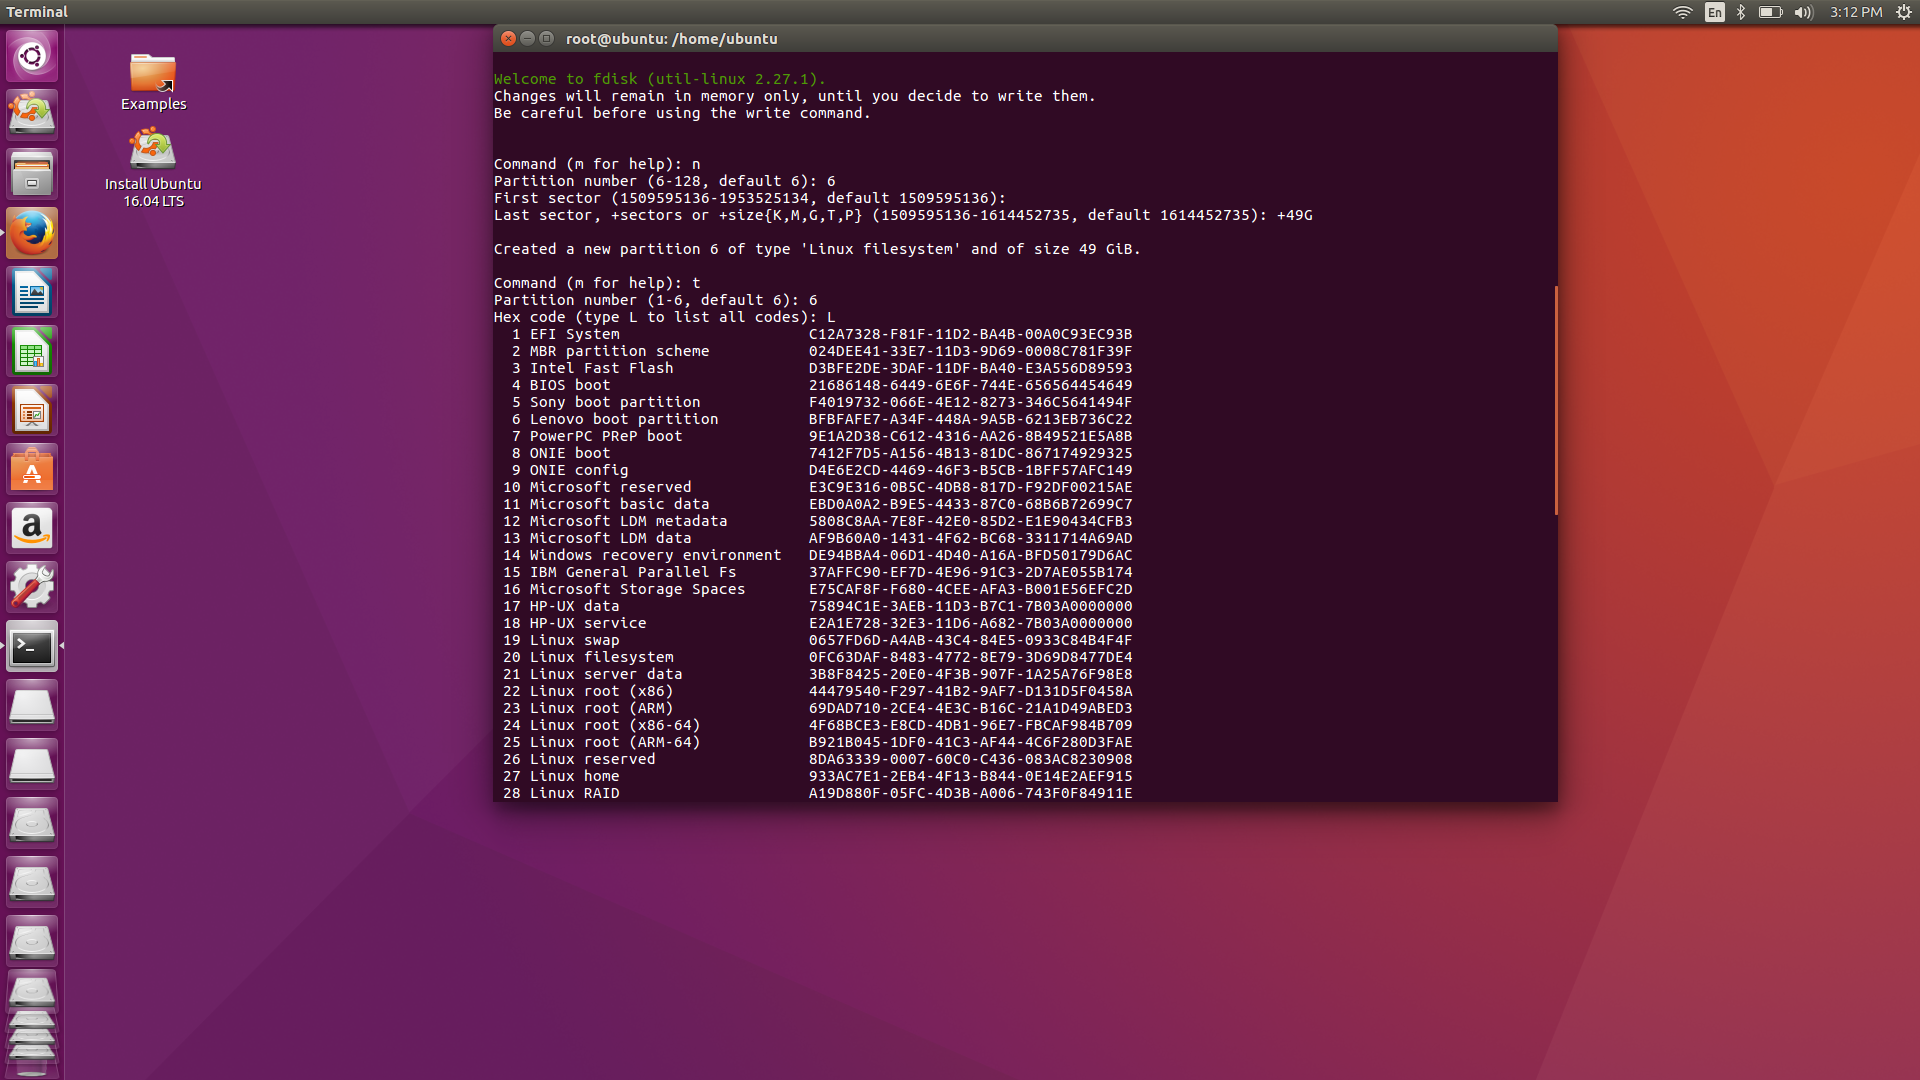 Terminal
En
3:12 PM
Examples
Install Ubuntu
16.04 LTS
root@ubuntu: /home/ubuntu
Welcome to fdisk (util-linux 2.27.1).
Changes will remain in memory only, until you decide to write them.
Be careful before using the write command.
Command (m for help): n
Partition number (6-128, default 6): 6
First sector (1509595136-1953525134, default 1509595136):
Last sector, +sectors or +size{K,M,G,T,P} (1509595136-1614452735, default 1614452735): +49G
Created a new partition 6 of type 'Linux filesystem' and of size 49 GiB.
Command (m for help): t
Partition number (1-6, default 6): 6
Hex code (type L to list all codes): L
1 EFI System C12A7328-F81F-11D2-BA4B-00A0C93EC93B
2 MBR partition scheme 024DEE41-33E7-11D3-9D69-0008C781F39F
3 Intel Fast Flash D3BFE2DE-3DAF-11DF-BA40-E3A556D89593
4 BIOS boot 21686148-6449-6E6F-744E-656564454649
5 Sony boot partition F4019732-066E-4E12-8273-346C5641494F
6 Lenovo boot partition BFBFAFE7-A34F-448A-9A5B-6213EB736C22
7 PowerPC PReP boot 9E1A2D38-C612-4316-AA26-8B49521E5A8B
8 ONIE boot 7412F7D5-A156-4B13-81DC-867174929325
9 ONIE config D4E6E2CD-4469-46F3-B5CB-1BFF57AFC149
10 Microsoft reserved E3C9E316-0B5C-4DB8-817D-F92DF00215AE
11 Microsoft basic data EBD0A0A2-B9E5-4433-87C0-68B6B72699C7
12 Microsoft LDM metadata 5808C8AA-7E8F-42E0-85D2-E1E90434CFB3
13 Microsoft LDM data AF9B60A0-1431-4F62-BC68-3311714A69AD
14 Windows recovery environment DE94BBA4-06D1-4D40-A16A-BFD50179D6AC
15 IBM General Parallel Fs 37AFFC90-EF7D-4E96-91C3-2D7AE055B174
16 Microsoft Storage Spaces E75CAF8F-F680-4CEE-AFA3-B001E56EFC2D
17 HP-UX data 75894C1E-3AEB-11D3-B7C1-7B03A0000000
18 HP-UX service E2A1E728-32E3-11D6-A682-7B03A0000000
19 Linux swap 0657FD6D-A4AB-43C4-84E5-0933C84B4F4F
20 Linux filesystem 0FC63DAF-8483-4772-8E79-3D69D8477DE4
21 Linux server data 3B8F8425-20E0-4F3B-907F-1A25A76F98E8
22 Linux root (x86) 44479540-F297-41B2-9AF7-D131D5F0458A
23 Linux root (ARM) 69DAD710-2CE4-4E3C-B16C-21A1D49ABED3
24 Linux root (x86-64) 4F68BCE3-E8CD-4DB1-96E7-FBCAF984B709
25 Linux root (ARM-64) B921B045-1DF0-41C3-AF44-4C6F280D3FAE
26 Linux reserved 8DA63339-0007-60C0-C436-083AC8230908
27 Linux home 933AC7E1-2EB4-4F13-B844-0E14E2AEF915
28 Linux RAID A19D880F-05FC-4D3B-A006-743F0F84911E